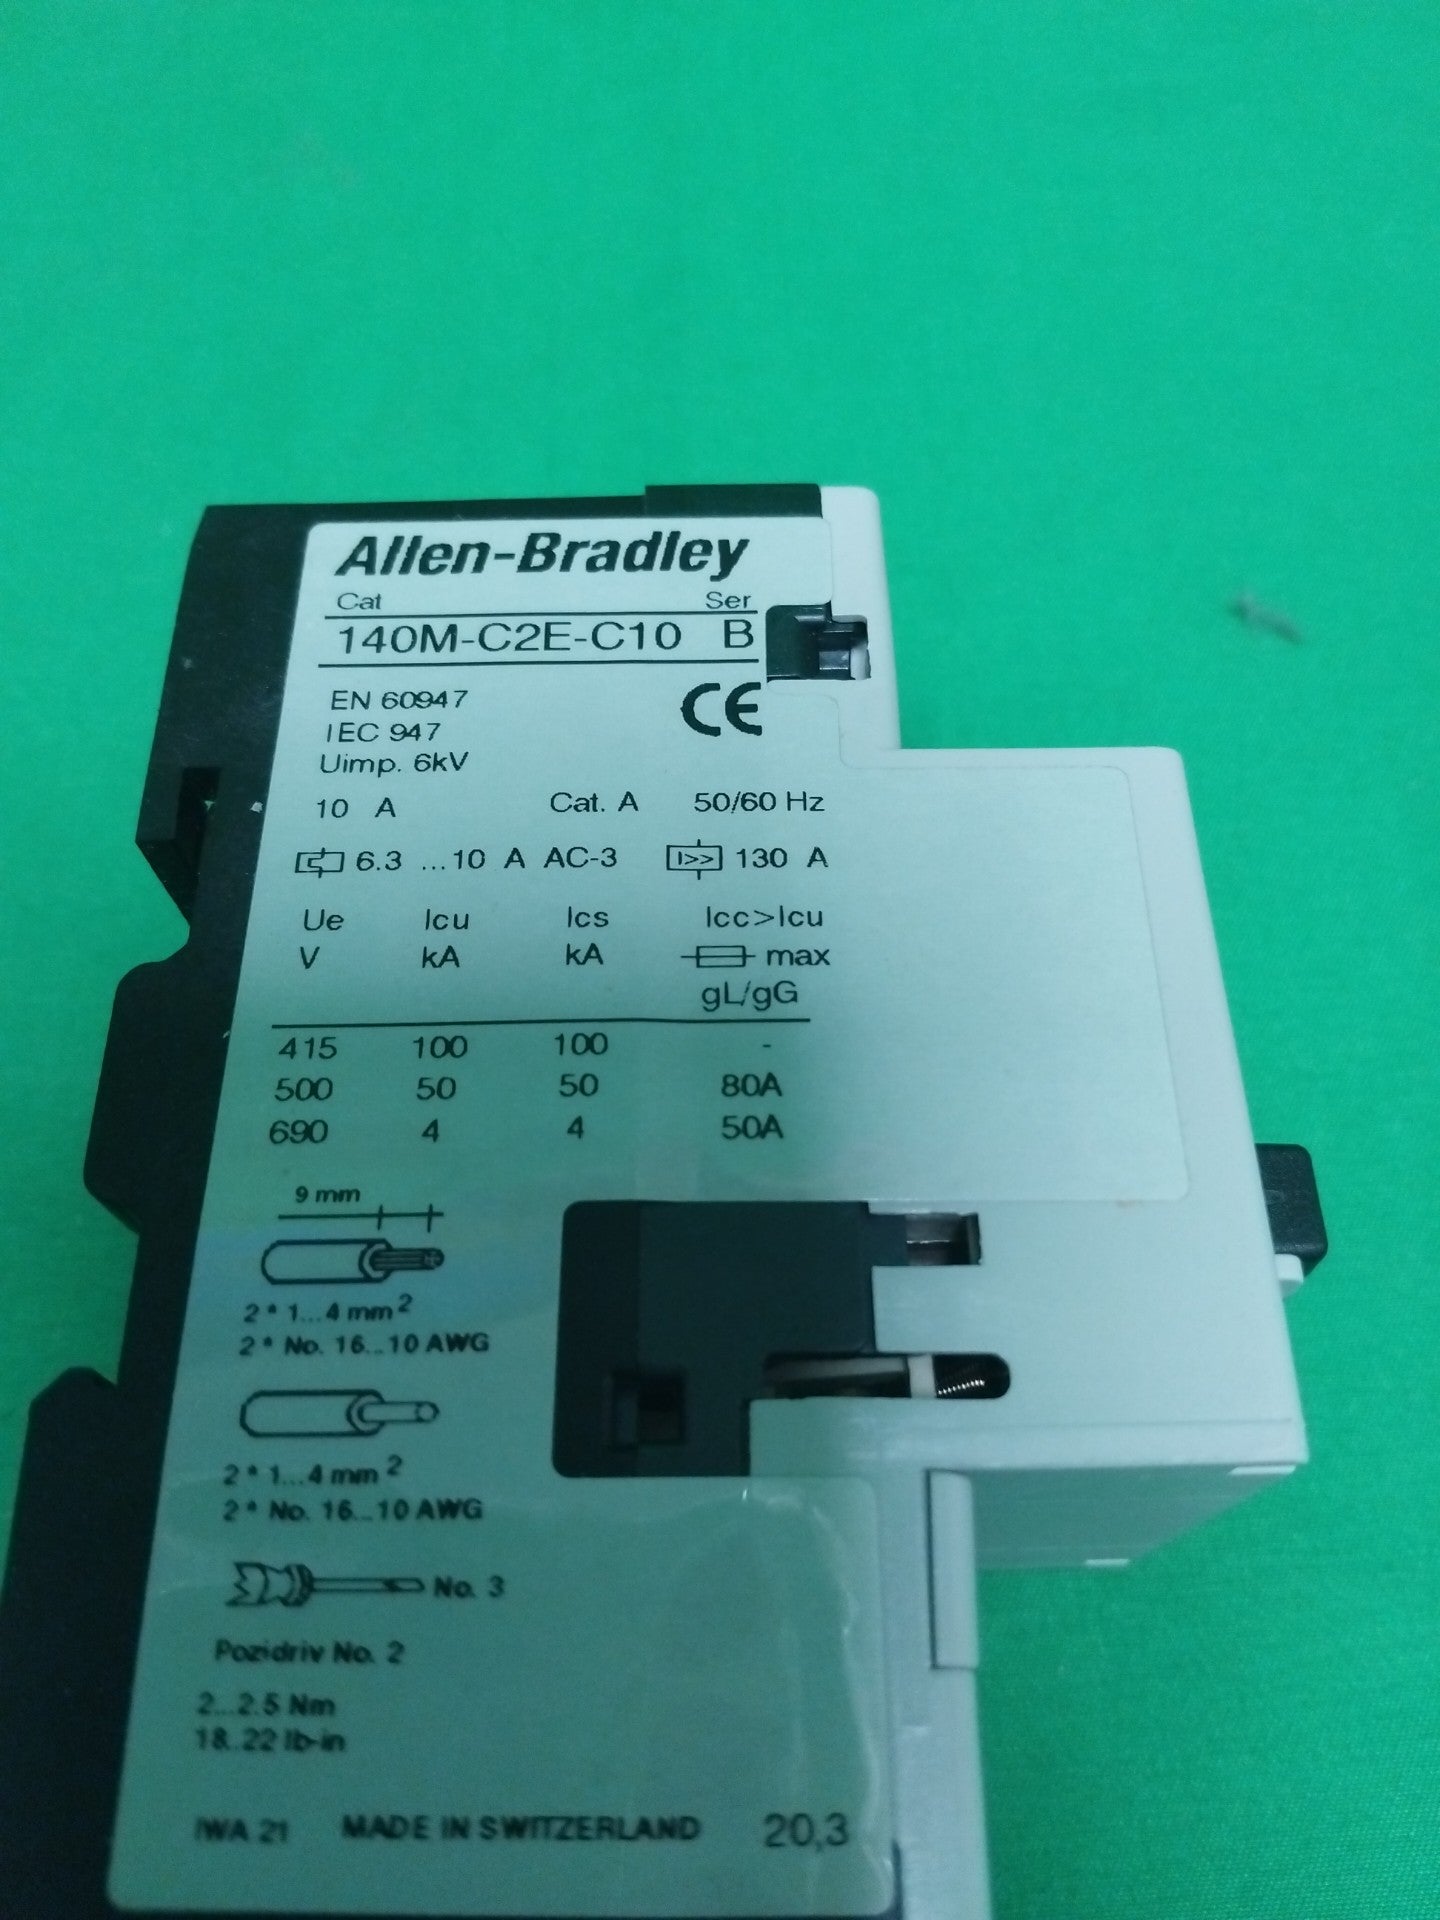 Allen-Bradley
Cat Ser
140M-C2E-C10 B
EN 60947
IEC 947
CE
Uimp. 6kV
10 A Cat. A 50/60 Hz
6.3 ...10 A AC-3 I>> 130 A
Ue Icu Ics Icc>Icu
V kA kA max
gL/gG
415 100 100 -
500 50 50 80A
690 4 4 50A
9 mm
2 * 1...4 mm²
2 * No. 16...10 AWG
2 * 1...4 mm²
2 * No. 16...10 AWG
No. 3
Pozidriv No. 2
2...2.5 Nm
18..22 lb-in
IWA 21 MADE IN SWITZERLAND 20,3